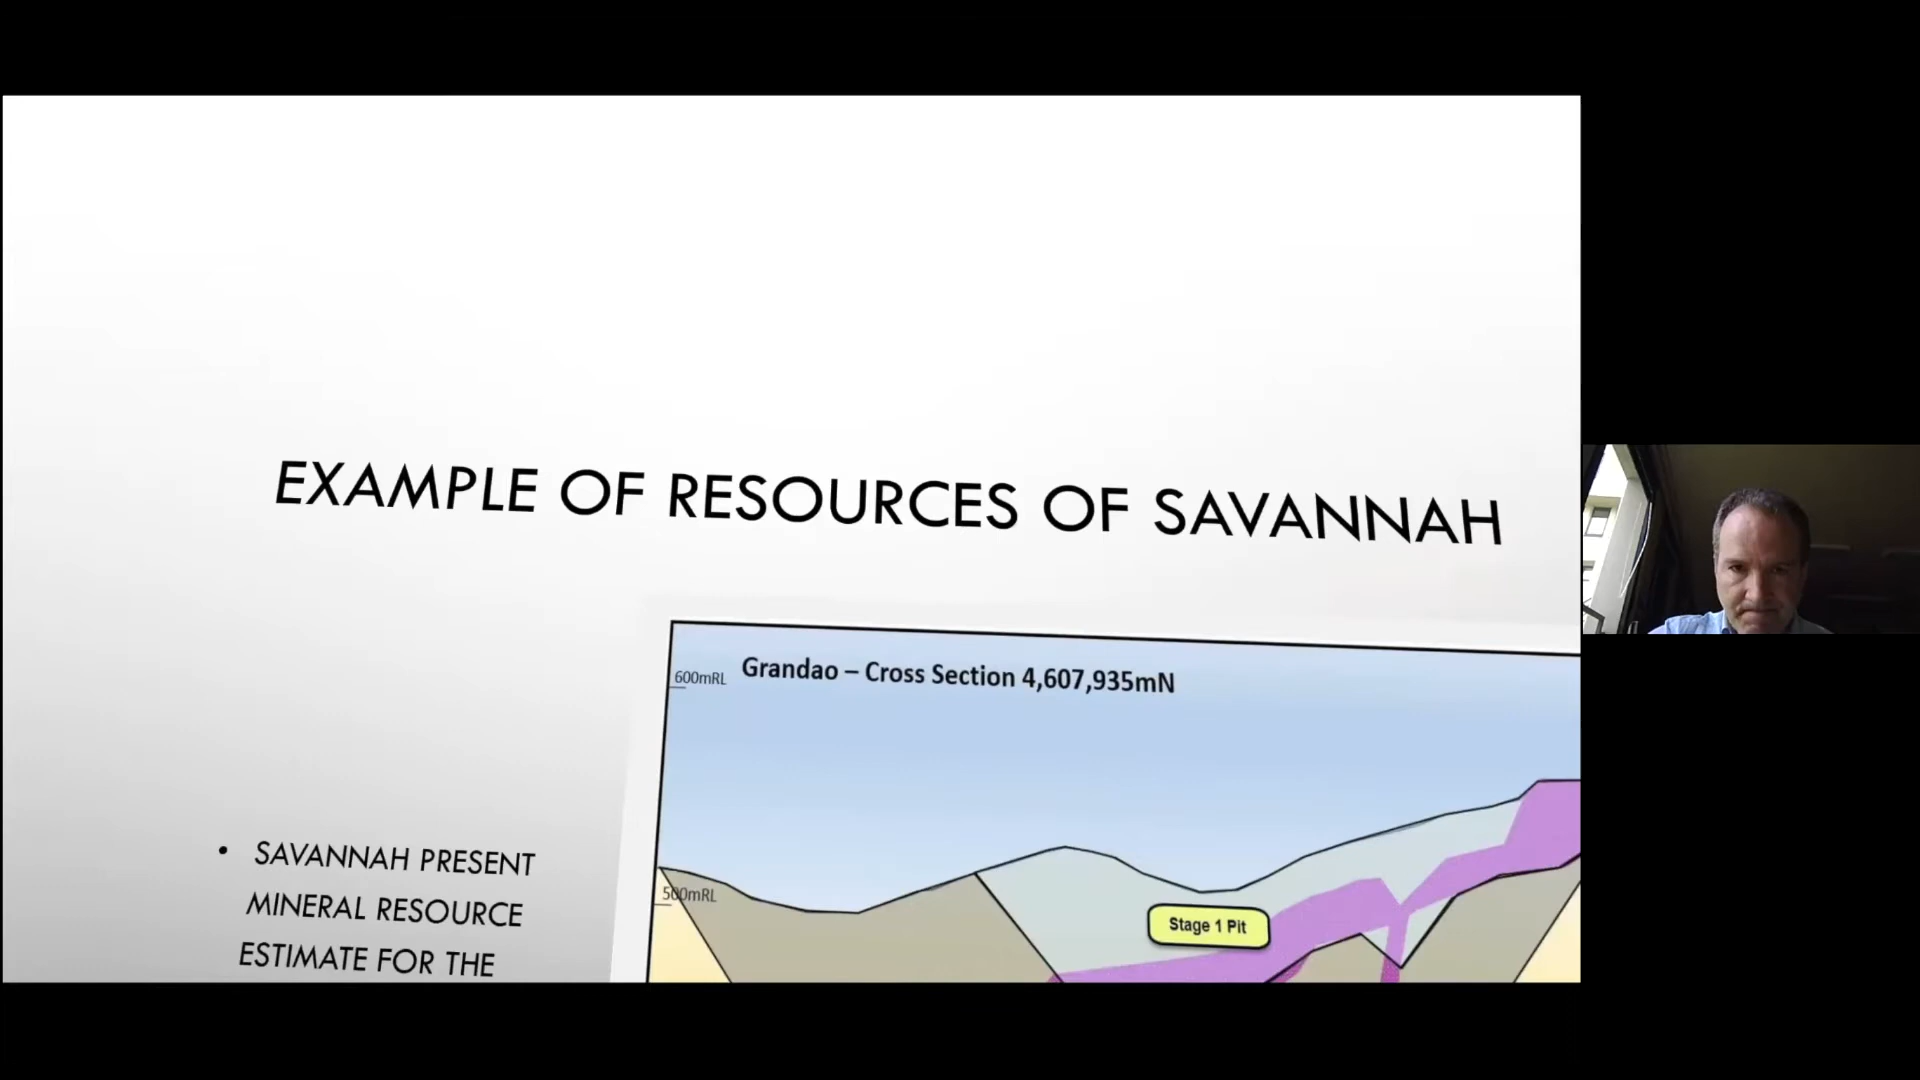 EXAMPLE OF RESOURCES OF SAVANNAH
Grandao – Cross Section 4,607,935mN
600mRL
500mRL
Stage 1 Pit
• SAVANNAH PRESENT
MINERAL RESOURCE
ESTIMATE FOR THE